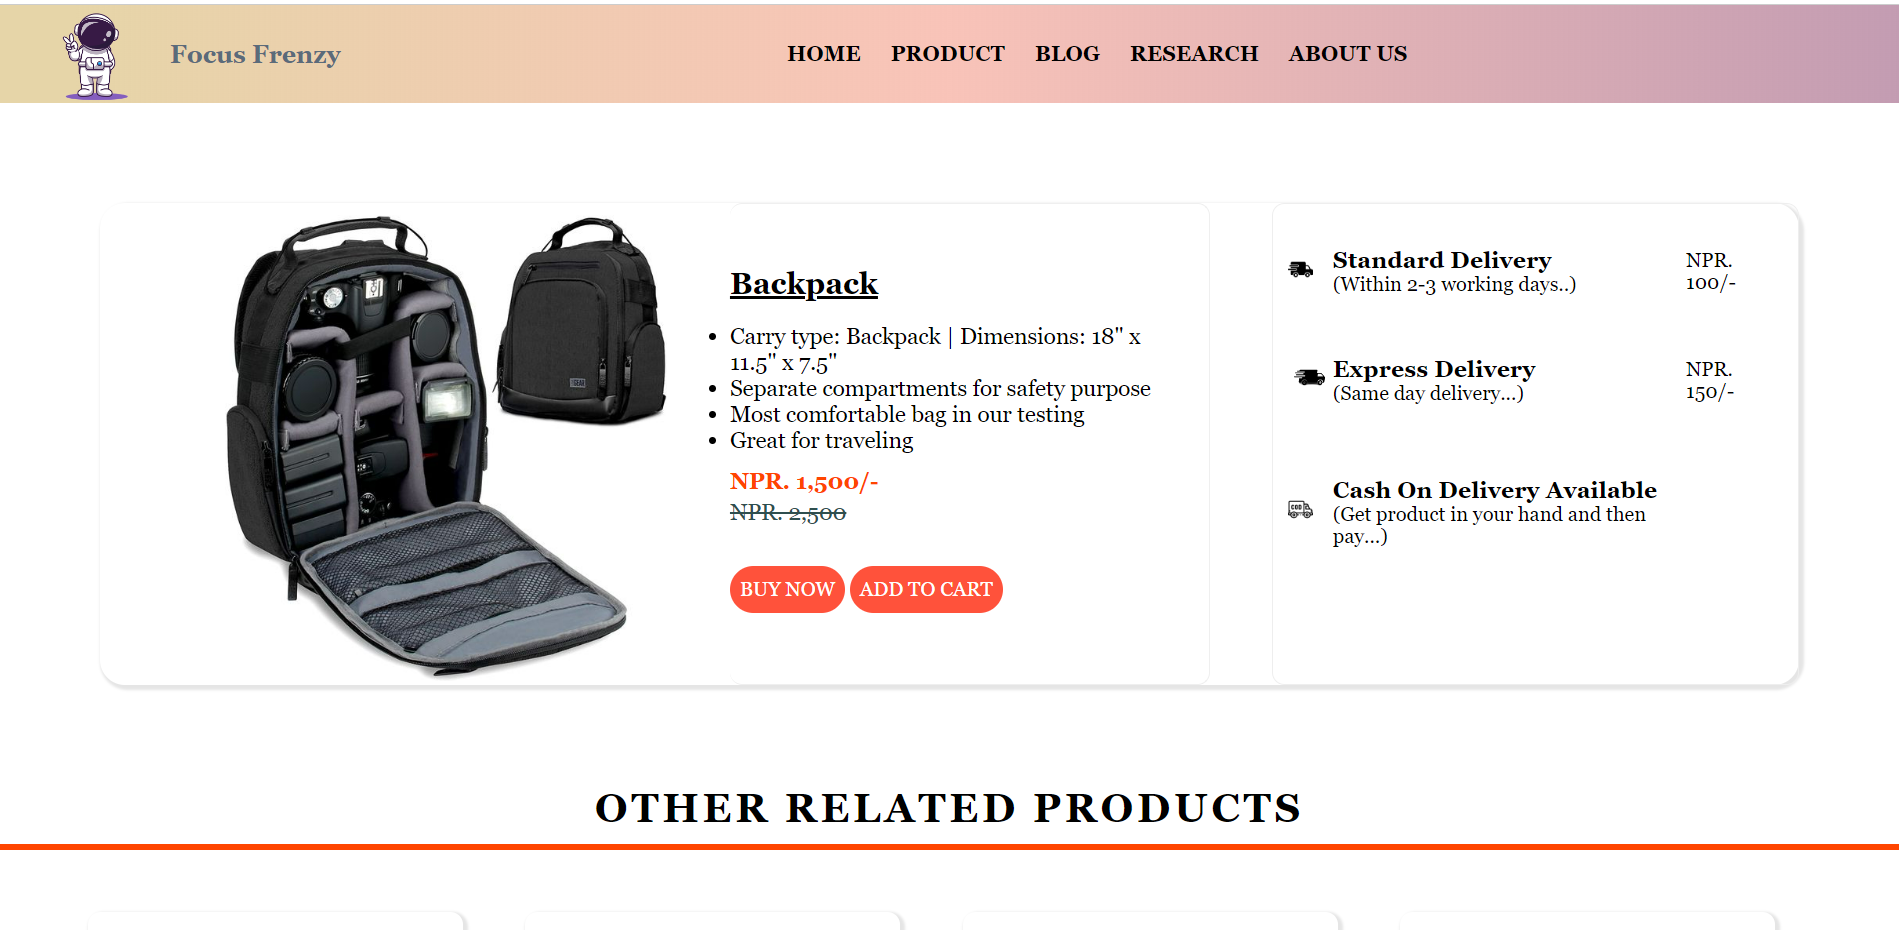 Focus Frenzy
HOME PRODUCT BLOG RESEARCH ABOUT US
Backpack
Carry type: Backpack | Dimensions: 18" x
11.5" x 7.5"
Separate compartments for safety purpose
Most comfortable bag in our testing
Great for traveling
NPR. 1,500/-
NPR. 2,500
BUY NOW ADD TO CART
Standard Delivery
(Within 2-3 working days..)
NPR.
100/-
Express Delivery
(Same day delivery...)
NPR.
150/-
COD
Cash On Delivery Available
(Get product in your hand and then
pay...)
OTHER RELATED PRODUCTS